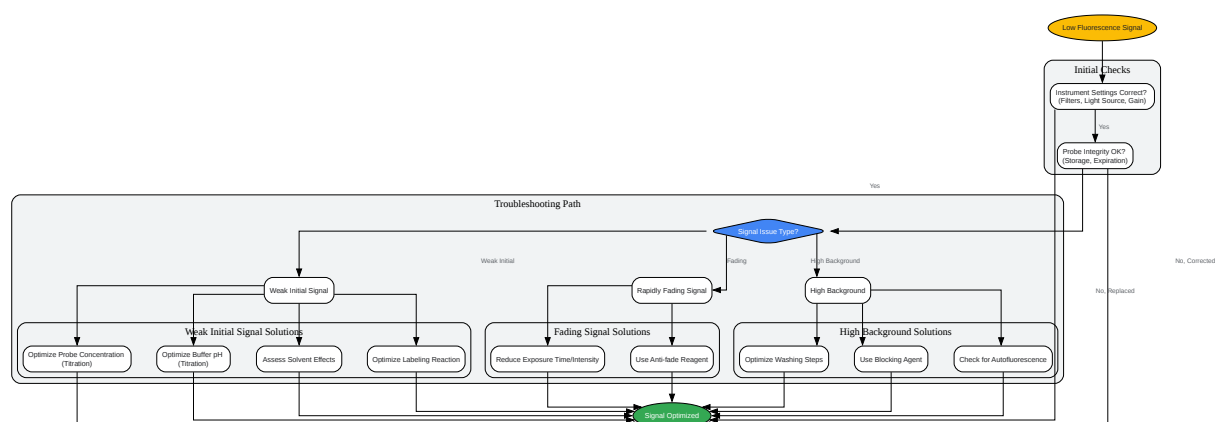 Low Fluorescence Signal
Initial Checks
Instrument Settings Correct?
(Filters, Light Source, Gain)
Yes
Probe Integrity OK?
(Storage, Expiration)
Yes
Troubleshooting Path
Signal Issue Type?
Weak Initial
Fading
High Background
No, Corrected
Weak Initial Signal
Rapidly Fading Signal
High Background
No, Replaced
Weak Initial Signal Solutions
Fading Signal Solutions
High Background Solutions
Optimize Probe Concentration
(Titration)
Optimize Buffer pH
(Titration)
Assess Solvent Effects
Optimize Labeling Reaction
Reduce Exposure Time/Intensity
Use Anti-fade Reagent
Optimize Washing Steps
Use Blocking Agent
Check for Autofluorescence
Signal Optimized